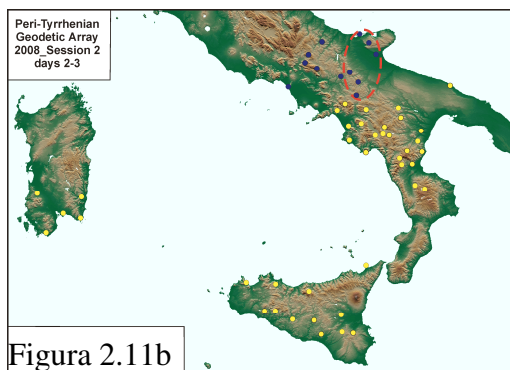 Peri-Tyrrhenian
Geodetic Array
2008_Session 2
days 2-3
Figura 2.11b